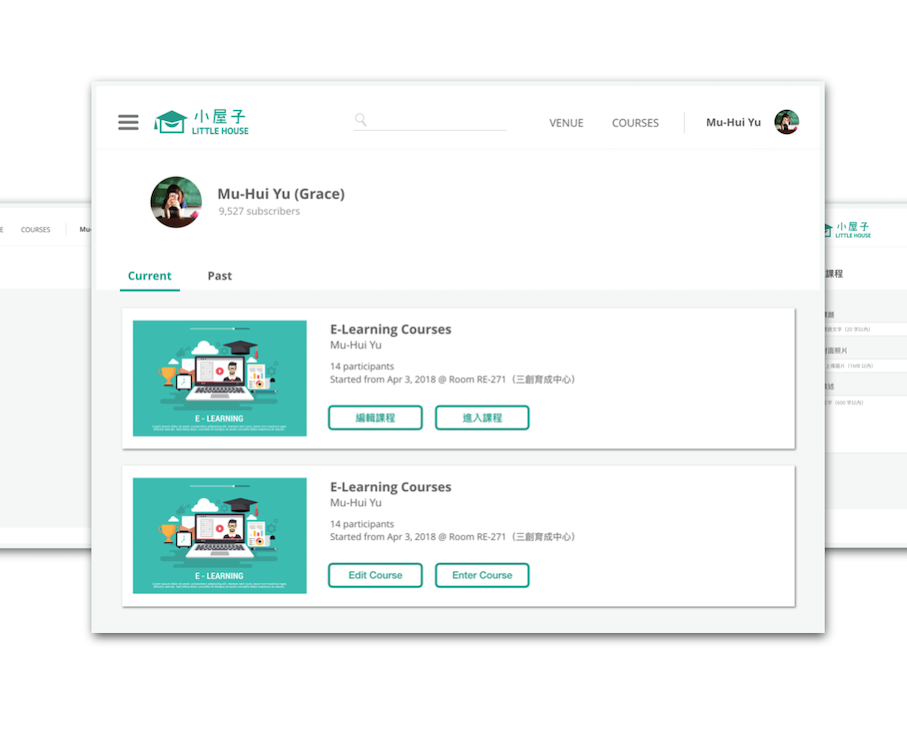 小屋子
LITTLE HOUSE
VENUE
COURSES
Mu-Hui Yu
Mu-Hui Yu (Grace)
9,527 subscribers
Current
Past
E - LEARNING
E-Learning Courses
Mu-Hui Yu
14 participants
Started from Apr 3, 2018 @ Room RE-271（三創育成中心）
編輯課程
進入課程
E - LEARNING
E-Learning Courses
Mu-Hui Yu
14 participants
Started from Apr 3, 2018 @ Room RE-271（三創育成中心）
Edit Course
Enter Course
E
COURSES
Mu-
小屋子
LITTLE HOUSE
課程